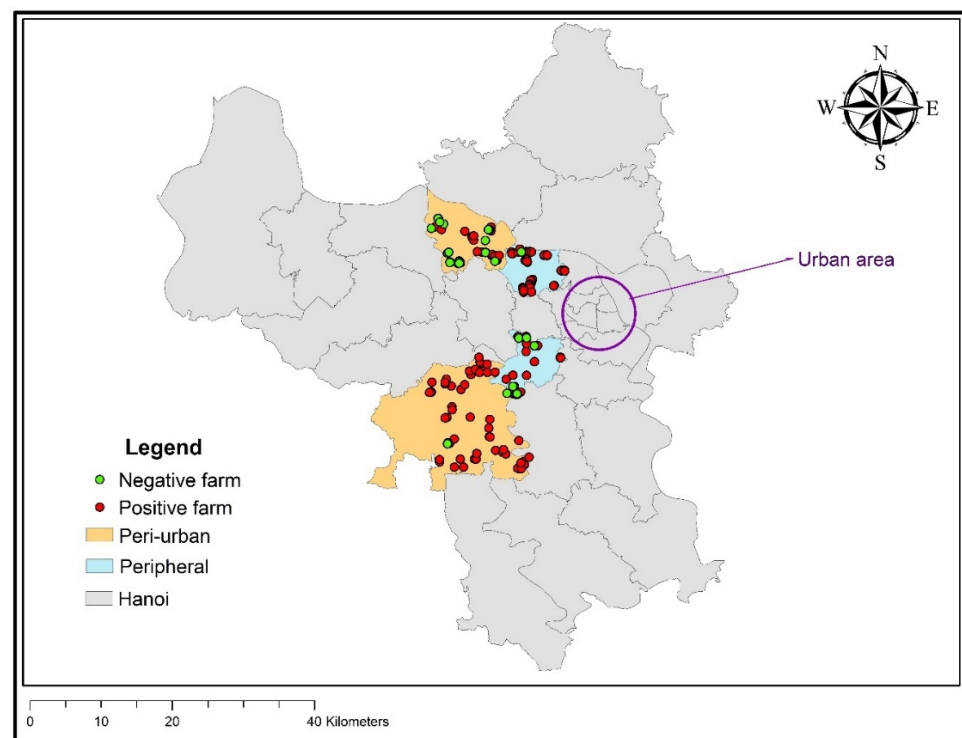 N
W E
S
Urban area
Legend
Negative farm
Positive farm
Peri-urban
Peripheral
Hanoi
0 10 20 40 Kilometers